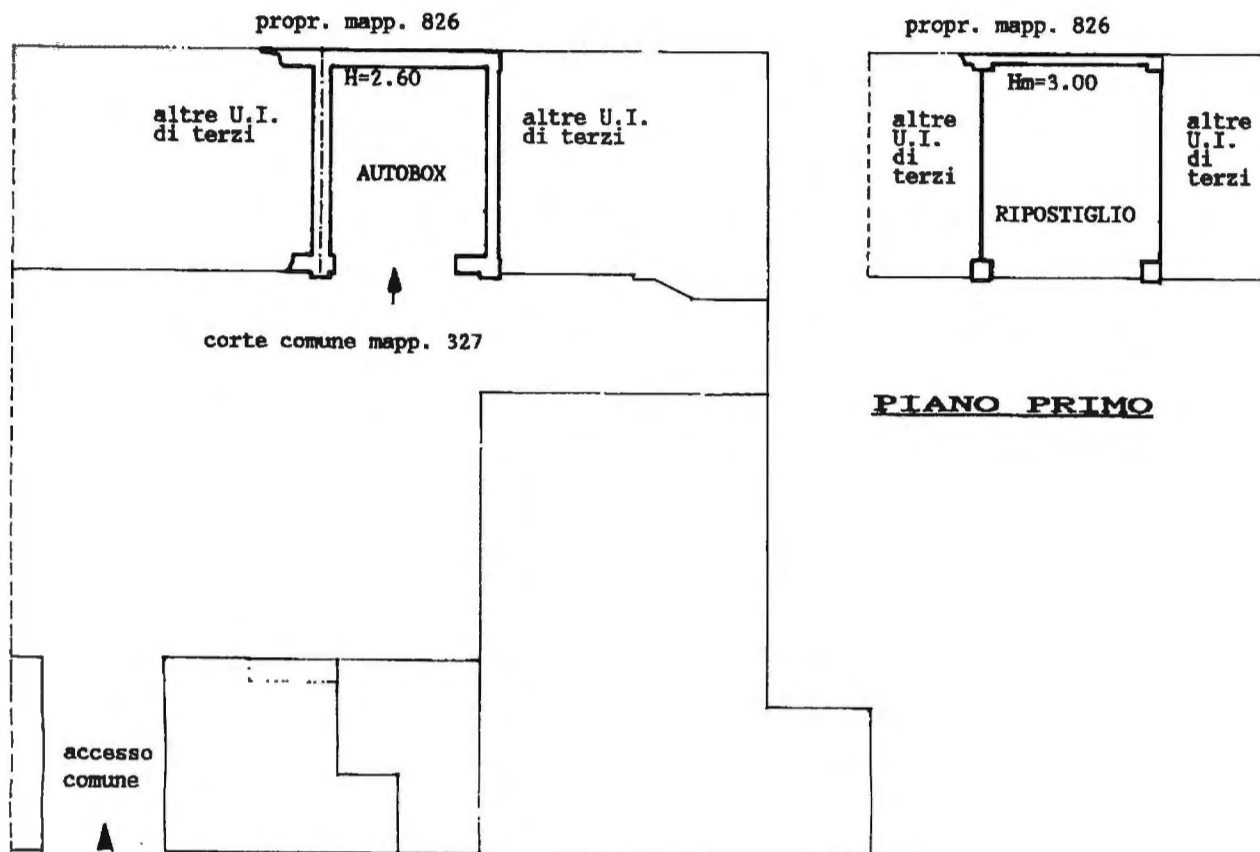 propr. mapp. 826
H=2.60
altre U.I.
di terzi
AUTOBOX
altre U.I.
di terzi
corte comune mapp. 327
accesso
comune
propr. mapp. 826
Hm=3.00
altre
U.I.
di
terzi
RIPOSTIGLIO
altre
U.I.
di
terzi
PIANO PRIMO